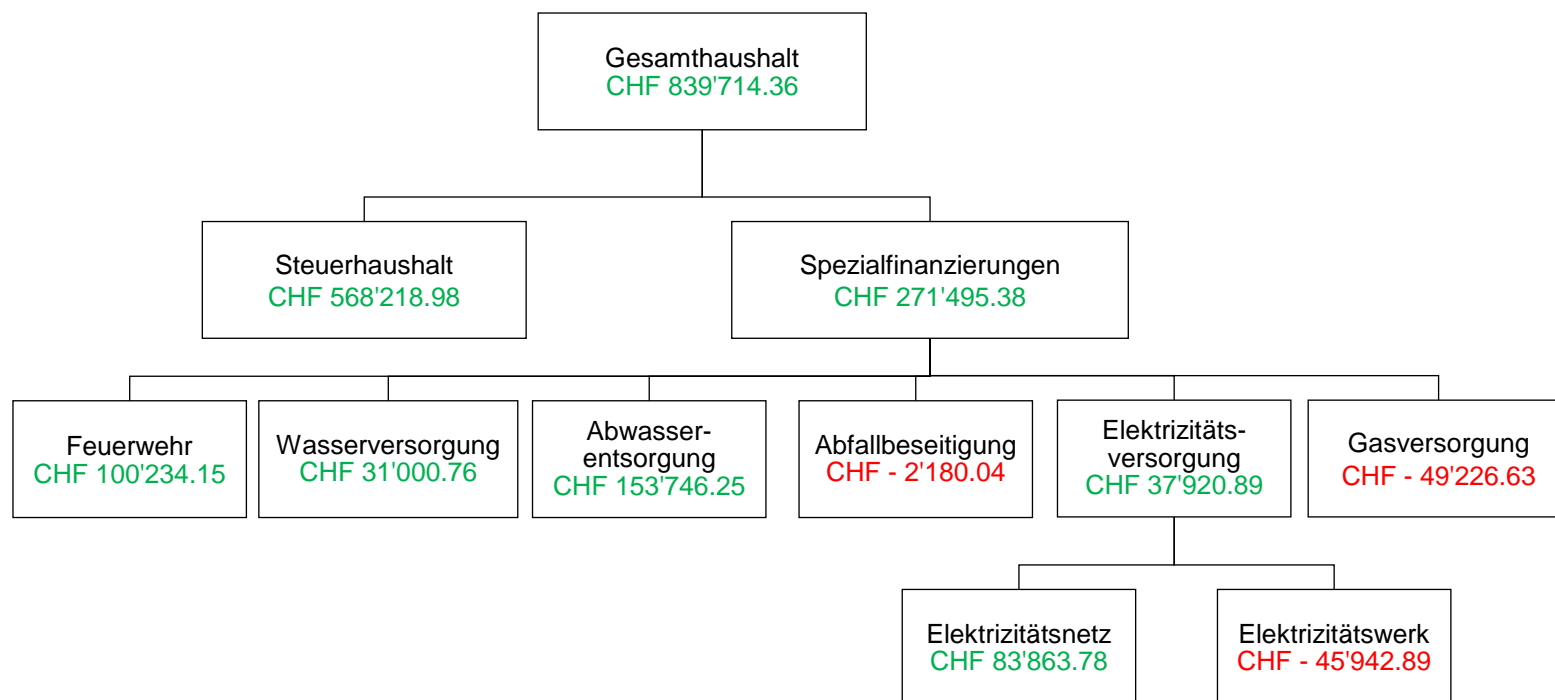 Gesamthaushalt
CHF 839'714.36
Steuerhaushalt
CHF 568'218.98
Spezialfinanzierungen
CHF 271'495.38
Feuerwehr
CHF 100'234.15
Wasserversorgung
CHF 31'000.76
Abwasser-
entsorgung
CHF 153'746.25
Abfallbeseitigung
CHF - 2'180.04
Elektrizitäts-
versorgung
CHF 37'920.89
Gasversorgung
CHF - 49'226.63
Elektrizitätsnetz
CHF 83'863.78
Elektrizitätswerk
CHF - 45'942.89